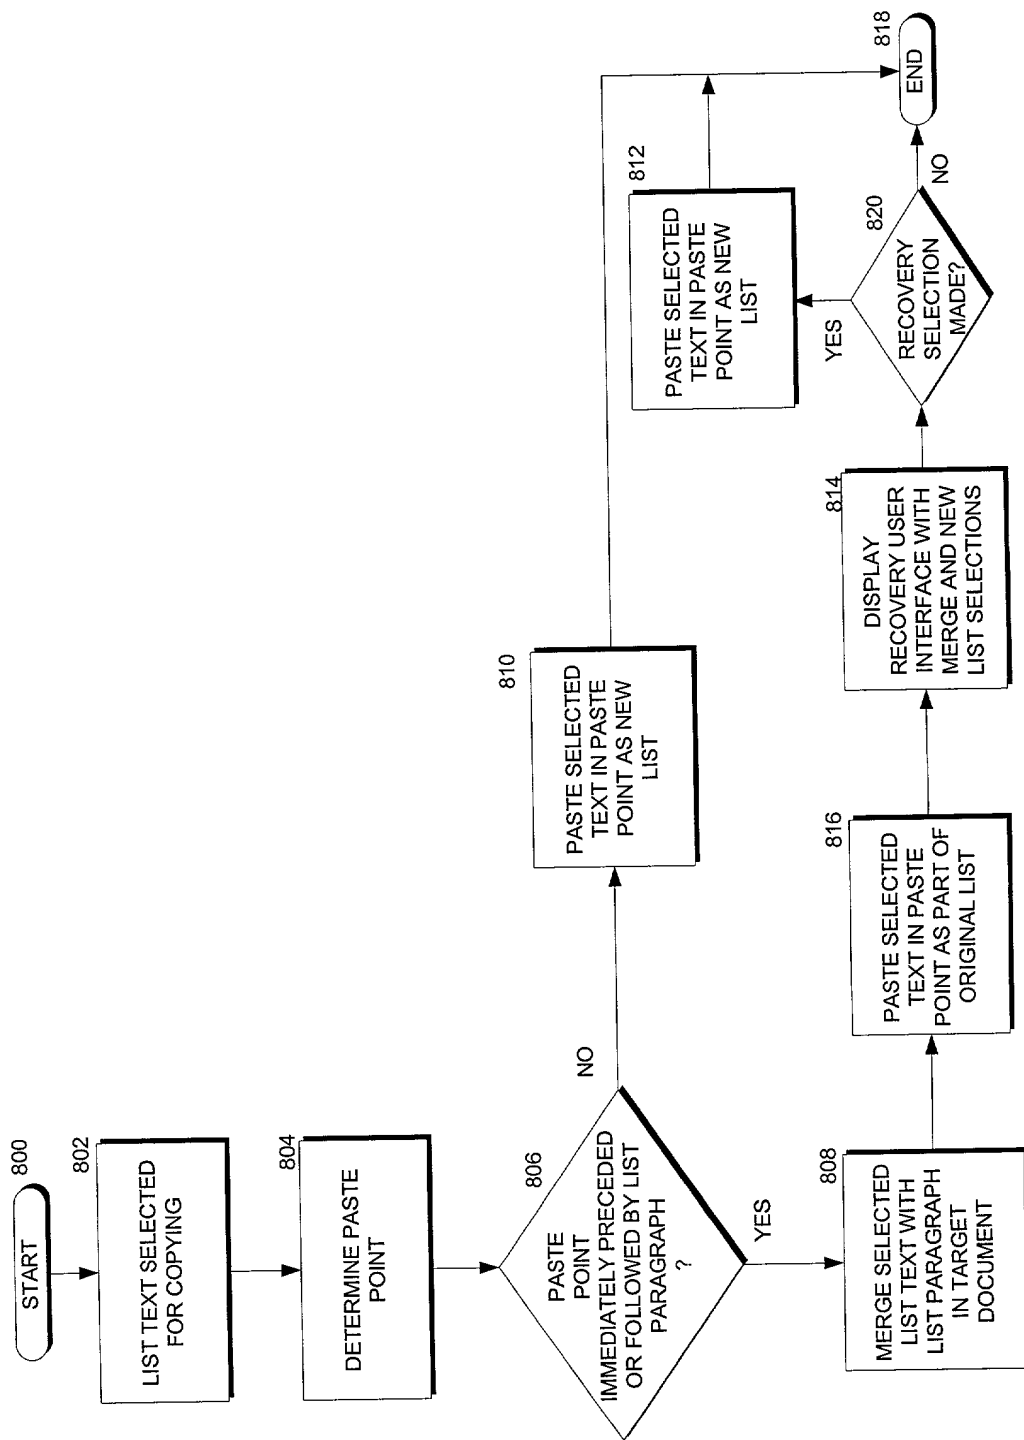 START
800
LIST TEXT SELECTED
FOR COPYING
802
DETERMINE PASTE
POINT
804
PASTE
POINT
IMMEDIATELY PRECEDED
OR FOLLOWED BY LIST
PARAGRAPH
?
806
NO
YES
PASTE SELECTED
TEXT IN PASTE
POINT AS NEW
LIST
810
MERGE SELECTED
LIST TEXT WITH
LIST PARAGRAPH
IN TARGET
DOCUMENT
808
PASTE SELECTED
TEXT IN PASTE
POINT AS PART OF
ORIGINAL LIST
816
DISPLAY
RECOVERY USER
INTERFACE WITH
MERGE AND NEW
LIST SELECTIONS
814
RECOVERY
SELECTION
MADE?
820
YES
NO
PASTE SELECTED
TEXT IN PASTE
POINT AS NEW
LIST
812
END
818